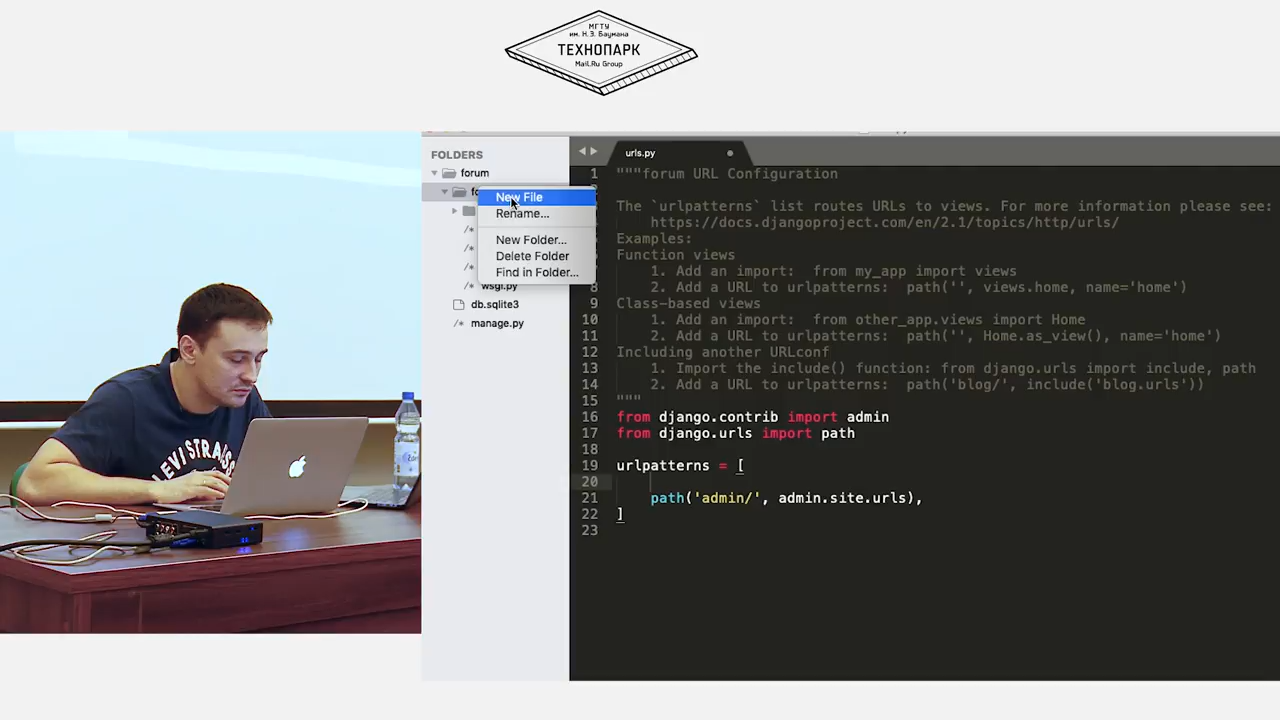 МГТУ
им. Н.Э. Баумана
ТЕХНОПАРК
Mail.Ru Group
FOLDERS
forum
New File
Rename...
New Folder...
Delete Folder
Find in Folder...
wsgi.py
db.sqlite3
manage.py
urls.py
1 """forum URL Configuration
The `urlpatterns` list routes URLs to views. For more information please see:
https://docs.djangoproject.com/en/2.1/topics/http/urls/
Examples:
Function views
1. Add an import:  from my_app import views
8 2. Add a URL to urlpatterns:  path('', views.home, name='home')
9 Class-based views
10 1. Add an import:  from other_app.views import Home
11 2. Add a URL to urlpatterns:  path('', Home.as_view(), name='home')
12 Including another URLconf
13 1. Import the include() function: from django.urls import include, path
14 2. Add a URL to urlpatterns:  path('blog/', include('blog.urls'))
15 """
16 from django.contrib import admin
17 from django.urls import path
18
19 urlpatterns = [
20
21 path('admin/', admin.site.urls),
22 ]
23
LEVI STRAUSS